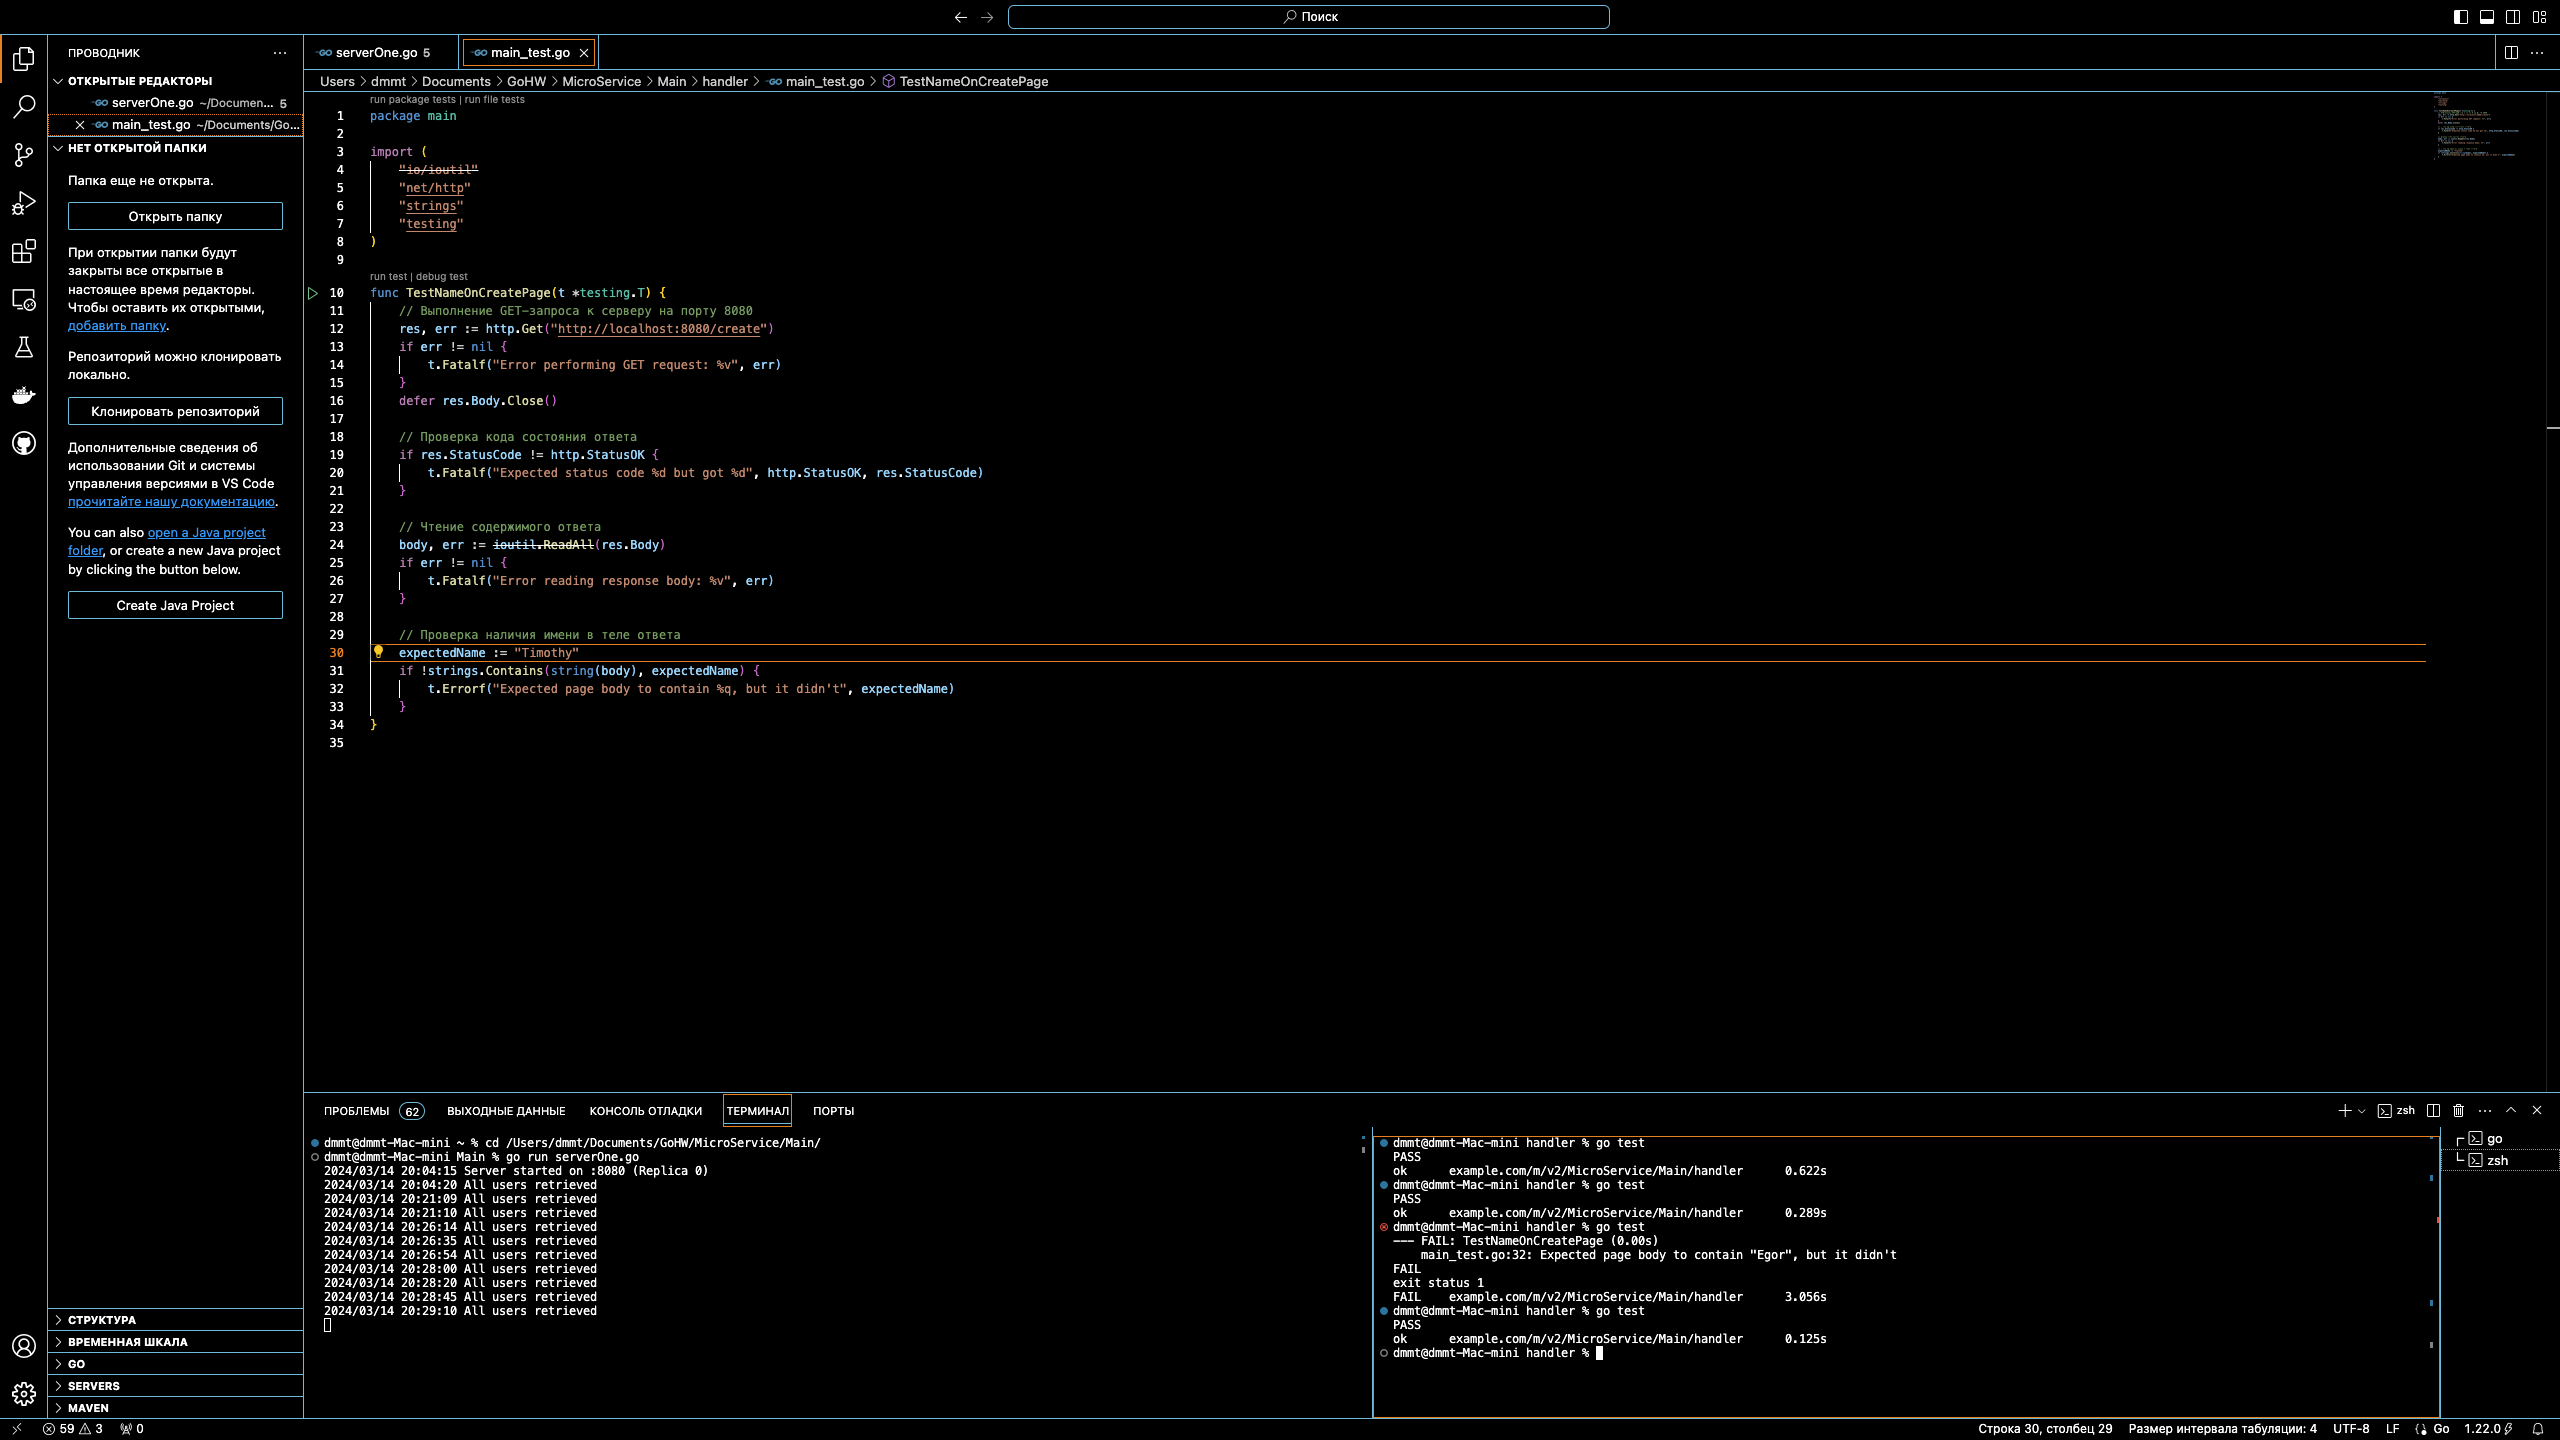 Поиск
ПРОВОДНИК
ОТКРЫТЫЕ РЕДАКТОРЫ
serverOne.go ~/Documen... 5
main_test.go ~/Documents/Go...
НЕТ ОТКРЫТОЙ ПАПКИ
Папка еще не открыта.
Открыть папку
При открытии папки будут
закрыты все открытые в
настоящее время редакторы.
Чтобы оставить их открытыми,
добавить папку.
Репозиторий можно клонировать
локально.
Клонировать репозиторий
Дополнительные сведения об
использовании Git и системы
управления версиями в VS Code
прочитайте нашу документацию.
You can also open a Java project
folder, or create a new Java project
by clicking the button below.
Create Java Project
СТРУКТУРА
ВРЕМЕННАЯ ШКАЛА
GO
SERVERS
MAVEN
serverOne.go 5
main_test.go
Users > dmmt > Documents > GoHW > MicroService > Main > handler > main_test.go > TestNameOnCreatePage
run package tests | run file tests
1 package main
2
3 import (
4 "io/ioutil"
5 "net/http"
6 "strings"
7 "testing"
8 )
9
run test | debug test
10 func TestNameOnCreatePage(t *testing.T) {
11 // Выполнение GET-запроса к серверу на порту 8080
12 res, err := http.Get("http://localhost:8080/create")
13 if err != nil {
14 t.Fatalf("Error performing GET request: %v", err)
15 }
16 defer res.Body.Close()
17
18 // Проверка кода состояния ответа
19 if res.StatusCode != http.StatusOK {
20 t.Fatalf("Expected status code %d but got %d", http.StatusOK, res.StatusCode)
21 }
22
23 // Чтение содержимого ответа
24 body, err := ioutil.ReadAll(res.Body)
25 if err != nil {
26 t.Fatalf("Error reading response body: %v", err)
27 }
28
29 // Проверка наличия имени в теле ответа
30 expectedName := "Timothy"
31 if !strings.Contains(string(body), expectedName) {
32 t.Errorf("Expected page body to contain %q, but it didn't", expectedName)
33 }
34 }
35
ПРОБЛЕМЫ 62 ВЫХОДНЫЕ ДАННЫЕ КОНСОЛЬ ОТЛАДКИ ТЕРМИНАЛ ПОРТЫ
zsh
dmmt@dmmt-Mac-mini ~ % cd /Users/dmmt/Documents/GoHW/MicroService/Main/
dmmt@dmmt-Mac-mini Main % go run serverOne.go
2024/03/14 20:04:15 Server started on :8080 (Replica 0)
2024/03/14 20:04:20 All users retrieved
2024/03/14 20:21:09 All users retrieved
2024/03/14 20:21:10 All users retrieved
2024/03/14 20:26:14 All users retrieved
2024/03/14 20:26:35 All users retrieved
2024/03/14 20:26:54 All users retrieved
2024/03/14 20:28:00 All users retrieved
2024/03/14 20:28:20 All users retrieved
2024/03/14 20:28:45 All users retrieved
2024/03/14 20:29:10 All users retrieved
dmmt@dmmt-Mac-mini handler % go test
PASS
ok example.com/m/v2/MicroService/Main/handler 0.622s
dmmt@dmmt-Mac-mini handler % go test
PASS
ok example.com/m/v2/MicroService/Main/handler 0.289s
dmmt@dmmt-Mac-mini handler % go test
--- FAIL: TestNameOnCreatePage (0.00s)
main_test.go:32: Expected page body to contain "Egor", but it didn't
FAIL
exit status 1
FAIL example.com/m/v2/MicroService/Main/handler 3.056s
dmmt@dmmt-Mac-mini handler % go test
PASS
ok example.com/m/v2/MicroService/Main/handler 0.125s
dmmt@dmmt-Mac-mini handler %
go
zsh
59 3 0
Строка 30, столбец 29 Размер интервала табуляции: 4 UTF-8 LF Go 1.22.0